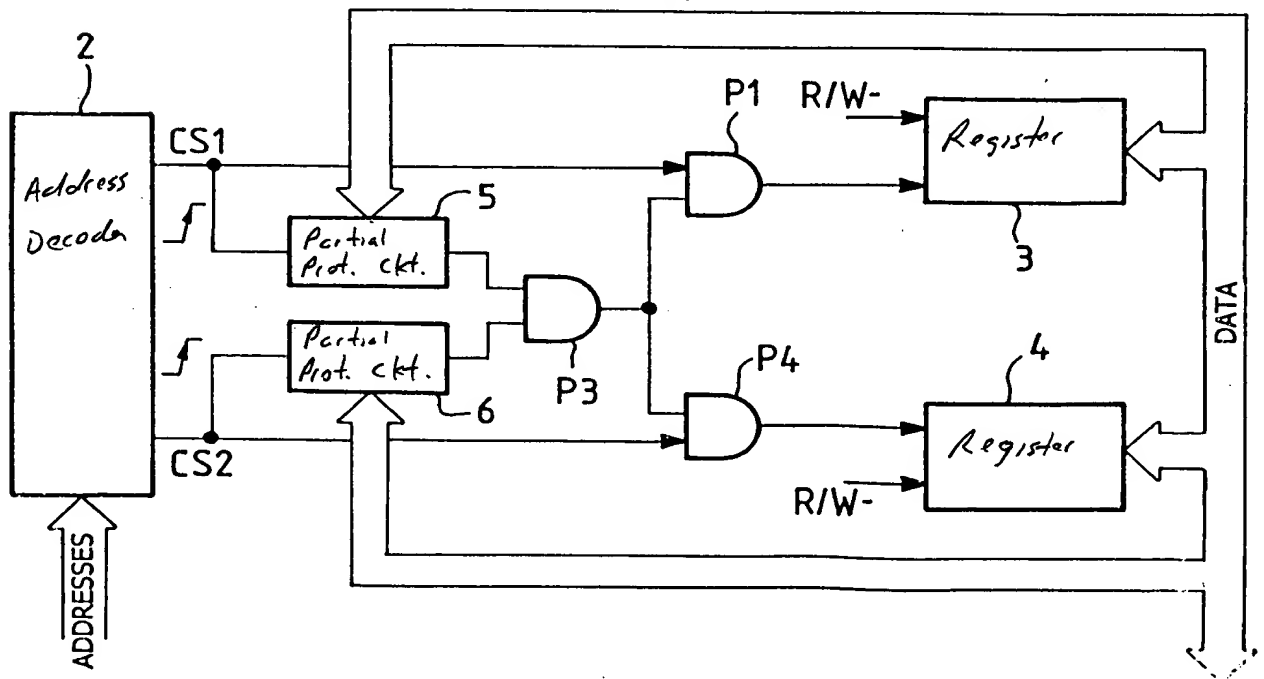 2
CS1
Address
Decoder
CS2
ADDRESSES
5
Partial
Prot. Ckt.
Partial
Prot. Ckt.
6
P3
P1
R/W-
Register
3
P4
4
Register
R/W-
DATA